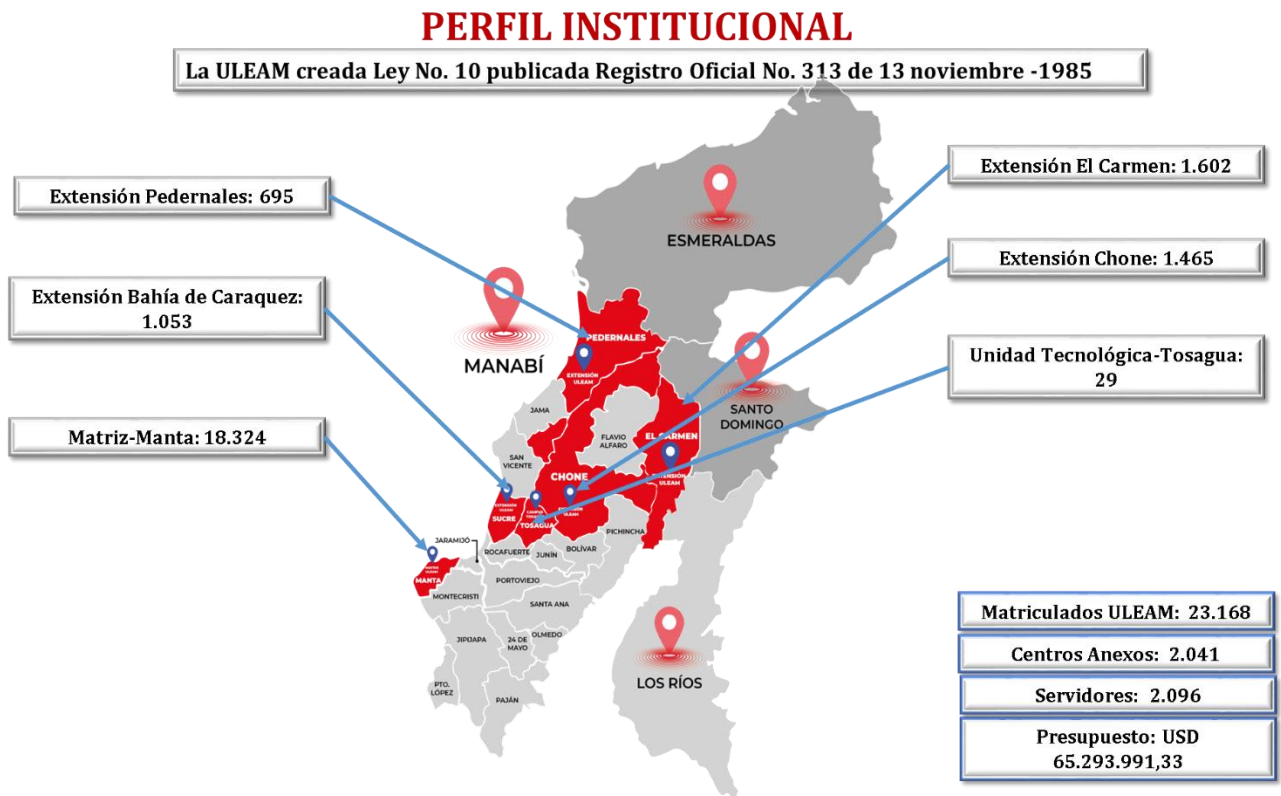 PERFIL INSTITUCIONAL
La ULEAM creada Ley No. 10 publicada Registro Oficial No. 313 de 13 noviembre -1985
Extensión Pedernales: 695
Extensión Bahía de Caraquez:
1.053
Matriz-Manta: 18.324
Extensión El Carmen: 1.602
Extensión Chone: 1.465
Unidad Tecnológica-Tosagua:
29
ESMERALDAS
MANABÍ
SANTO
DOMINGO
LOS RÍOS
PEDERNALES
EXTENSIÓN
ULEAM
JAMA
FLAVIO
ALFARO
EL CARMEN
EXTENSIÓN
ULEAM
SAN
VICENTE
CHONE
EXTENSIÓN
ULEAM
EXTENSIÓN
ULEAM
SUCRE
TOSAGUA
PICHINCHA
JARAMIJÓ
ROCAFUERTE
JUNÍN
BOLÍVAR
MANTA
PORTOVIEJO
MONTECRISTI
SANTA ANA
JIPIJAPA
24 DE
MAYO
OLMEDO
PTO.
LÓPEZ
PAJÁN
Matriculados ULEAM: 23.168
Centros Anexos: 2.041
Servidores: 2.096
Presupuesto: USD
65.293.991,33